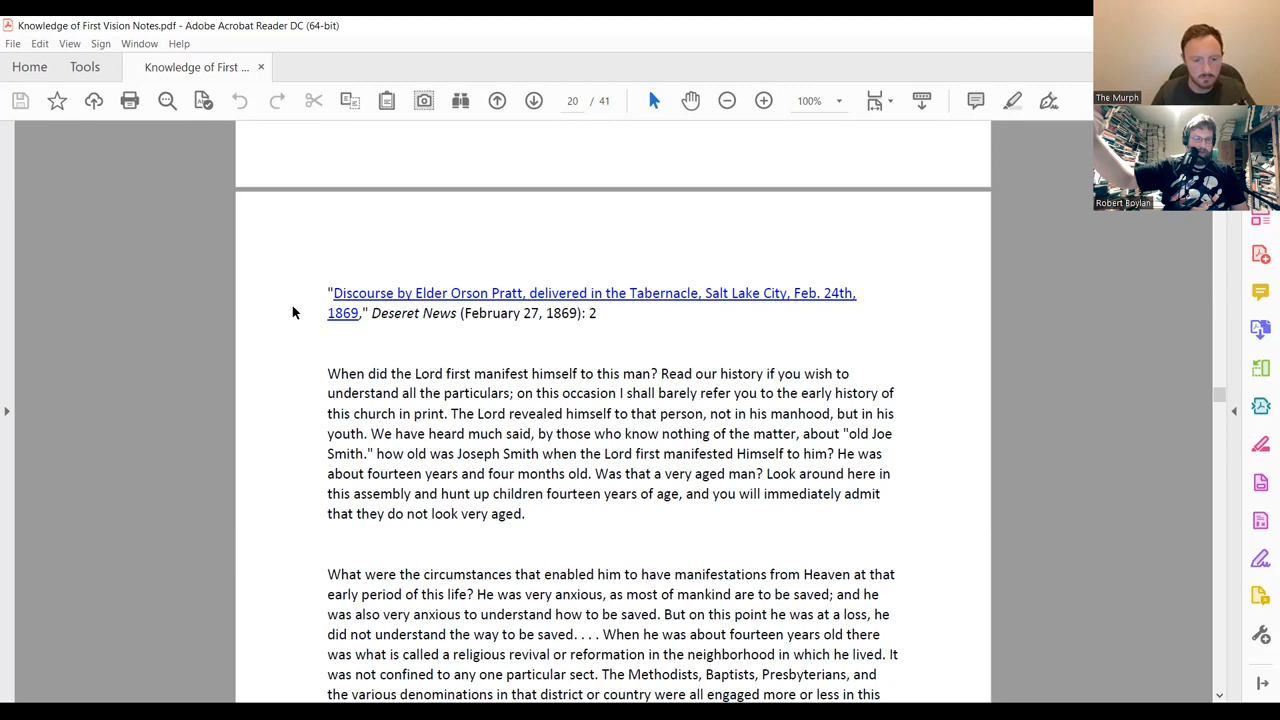 Knowledge of First Vision Notes.pdf - Adobe Acrobat Reader DC (64-bit)
File Edit View Sign Window Help
Home Tools Knowledge of First ... ×
20 / 41 100%
The Murph
Robert Boylan
"Discourse by Elder Orson Pratt, delivered in the Tabernacle, Salt Lake City, Feb. 24th,
1869," Deseret News (February 27, 1869): 2
When did the Lord first manifest himself to this man? Read our history if you wish to
understand all the particulars; on this occasion I shall barely refer you to the early history of
this church in print. The Lord revealed himself to that person, not in his manhood, but in his
youth. We have heard much said, by those who know nothing of the matter, about "old Joe
Smith." how old was Joseph Smith when the Lord first manifested Himself to him? He was
about fourteen years and four months old. Was that a very aged man? Look around here in
this assembly and hunt up children fourteen years of age, and you will immediately admit
that they do not look very aged.
What were the circumstances that enabled him to have manifestations from Heaven at that
early period of this life? He was very anxious, as most of mankind are to be saved; and he
was also very anxious to understand how to be saved. But on this point he was at a loss, he
did not understand the way to be saved. . . . When he was about fourteen years old there
was what is called a religious revival or reformation in the neighborhood in which he lived. It
was not confined to any one particular sect. The Methodists, Baptists, Presbyterians, and
the various denominations in that district or country were all engaged more or less in this